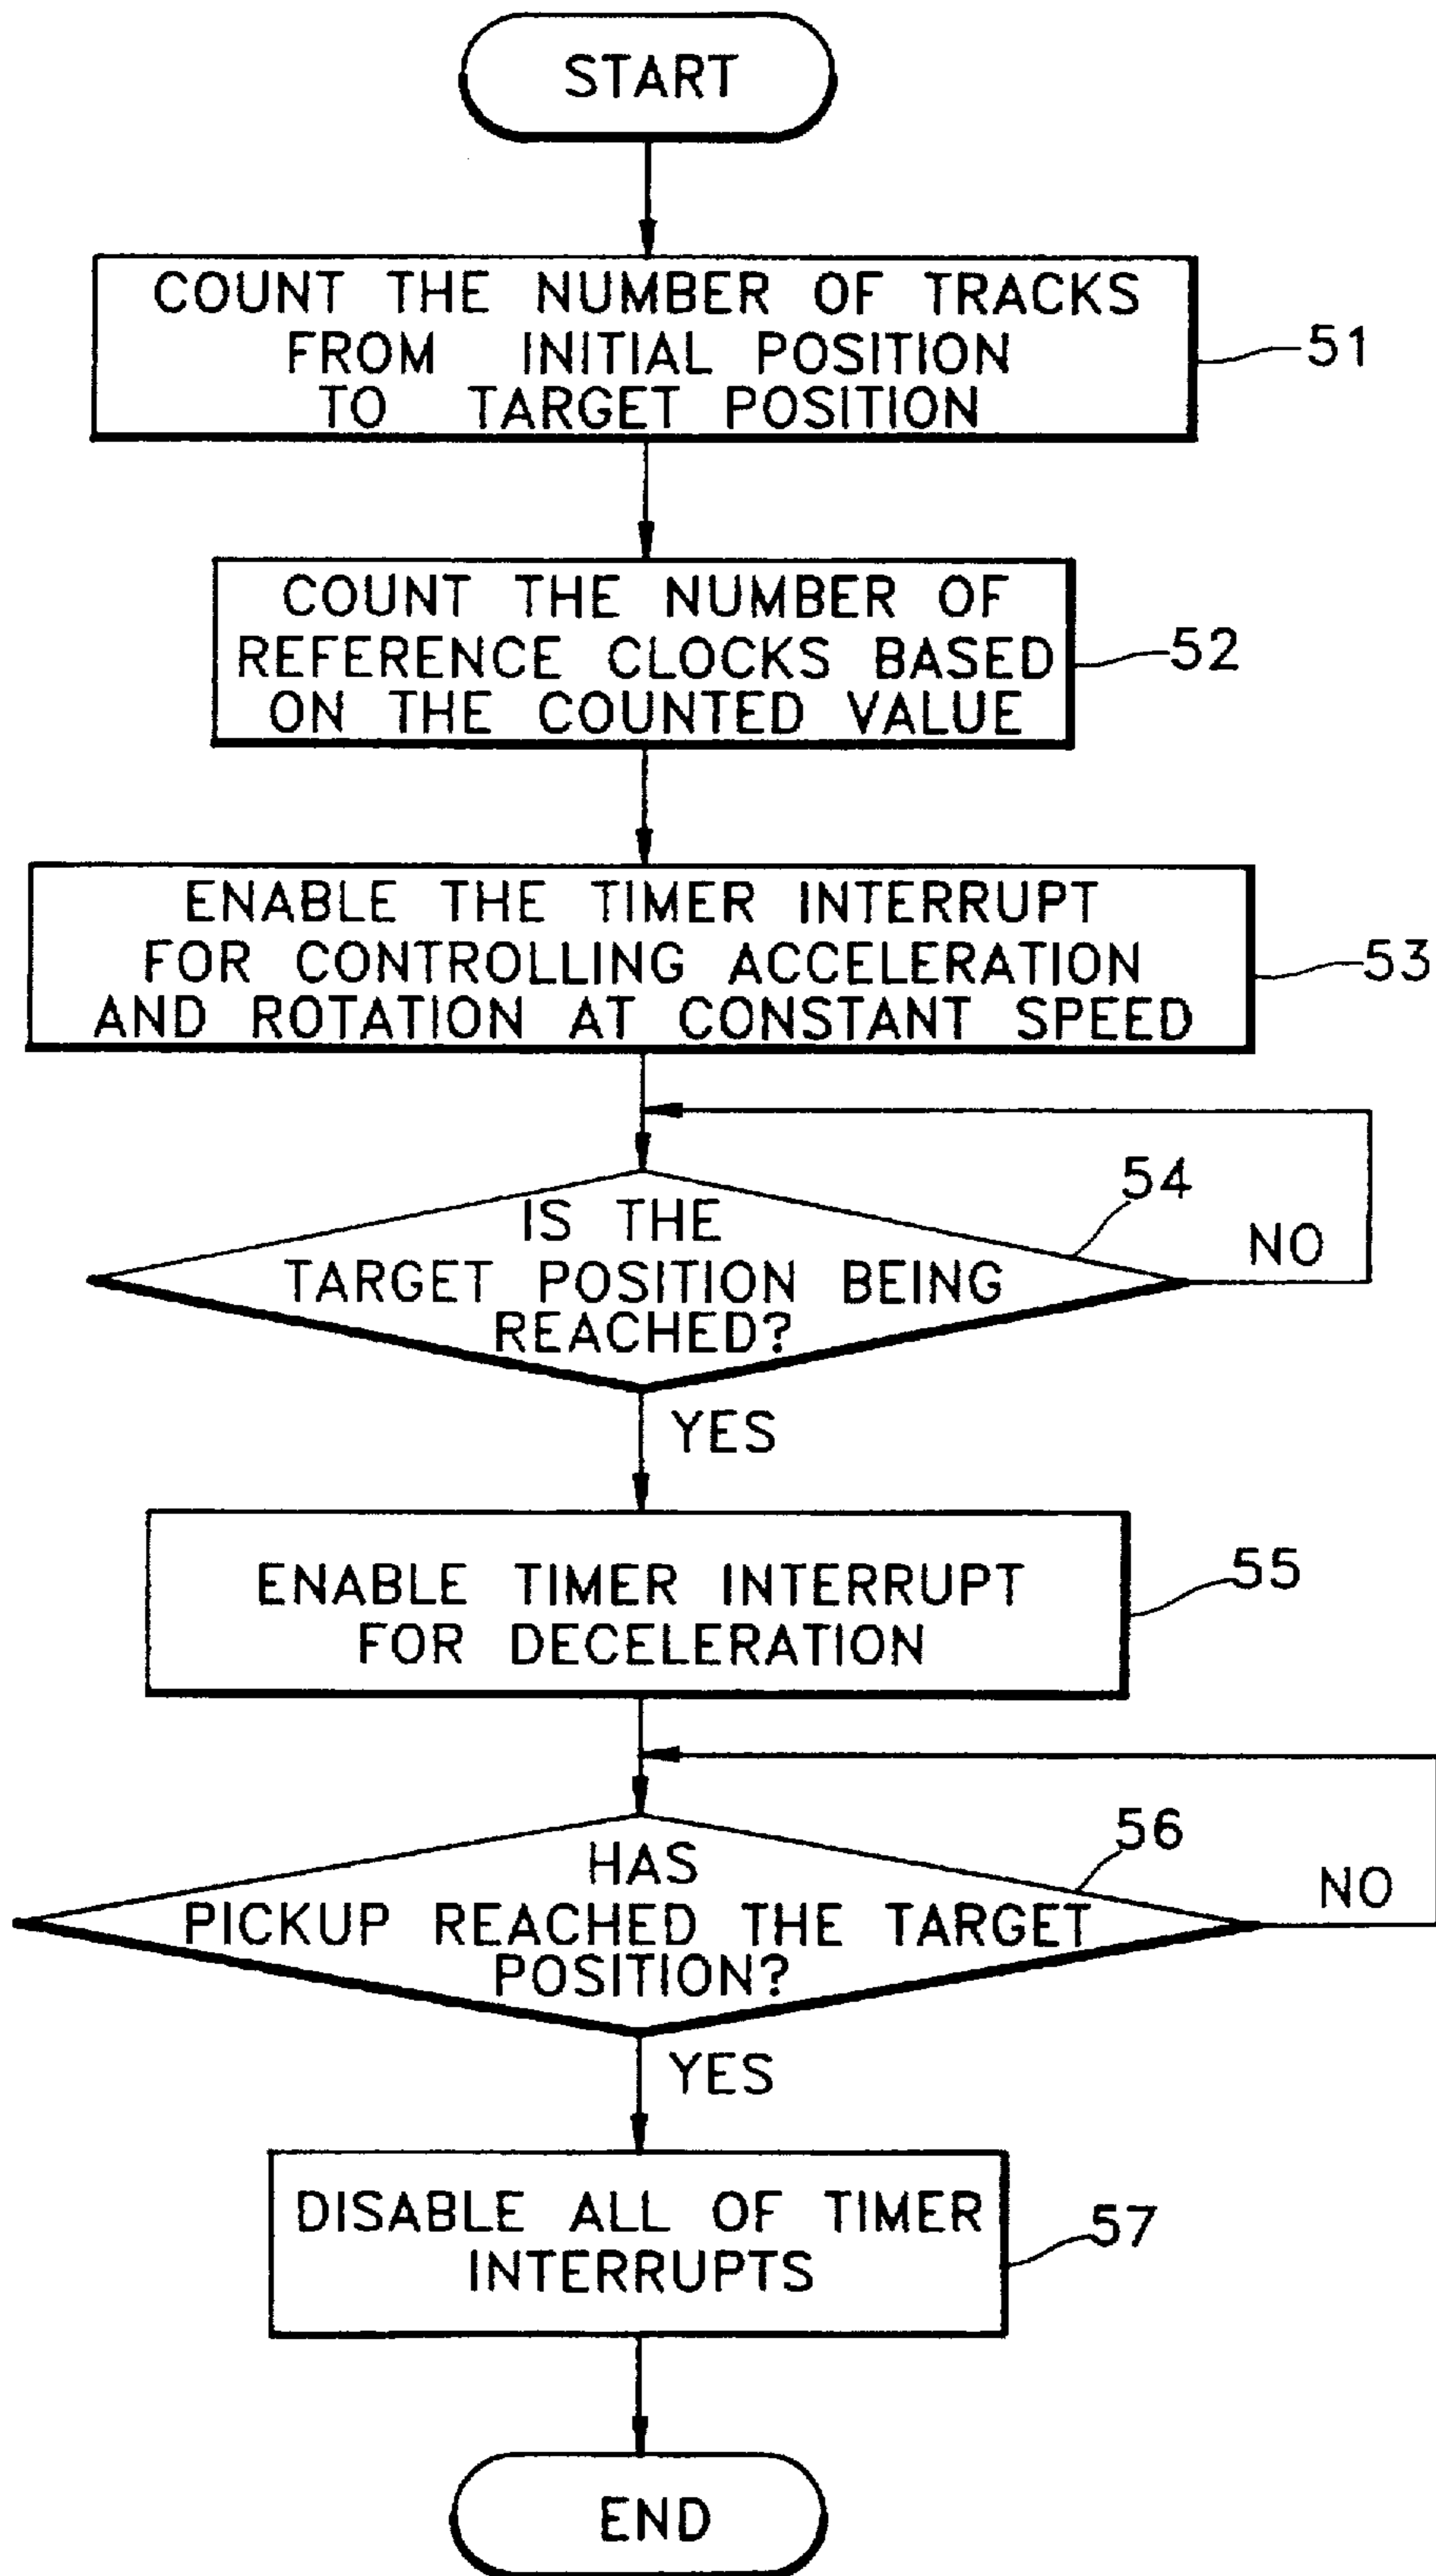 START
COUNT THE NUMBER OF TRACKS
FROM INITIAL POSITION
TO TARGET POSITION
51
COUNT THE NUMBER OF
REFERENCE CLOCKS BASED
ON THE COUNTED VALUE
52
ENABLE THE TIMER INTERRUPT
FOR CONTROLLING ACCELERATION
AND ROTATION AT CONSTANT SPEED
53
54
IS THE
TARGET POSITION BEING
REACHED?
NO
YES
ENABLE TIMER INTERRUPT
FOR DECELERATION
55
56
HAS
PICKUP REACHED THE TARGET
POSITION?
NO
YES
DISABLE ALL OF TIMER
INTERRUPTS
57
END